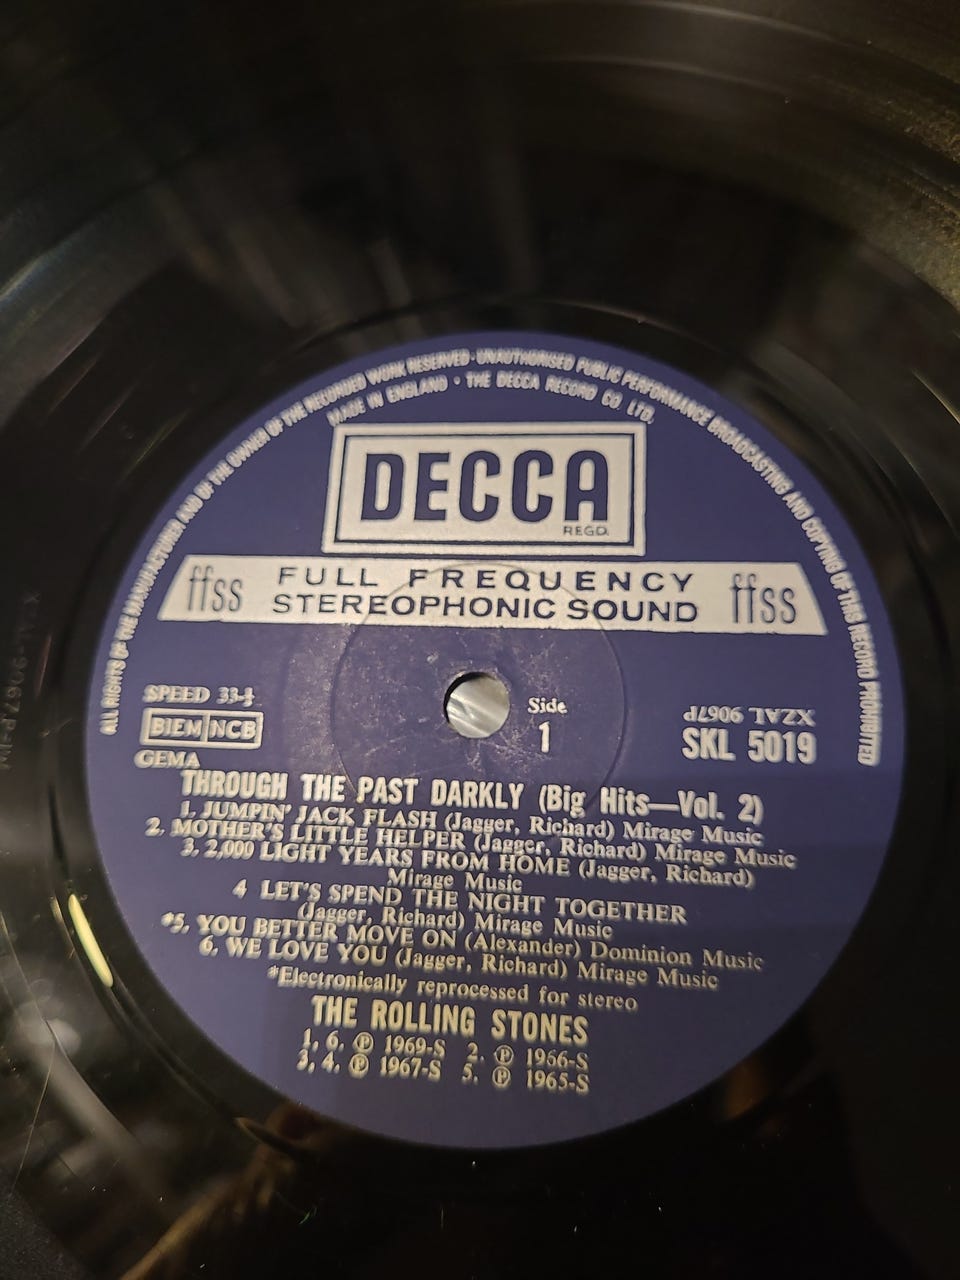 ALL RIGHTS OF THE MANUFACTURER AND OF THE OWNER OF THE RECORDED WORK RESERVED · UNAUTHORISED PUBLIC PERFORMANCE BROADCASTING AND COPYING OF THIS RECORD PROHIBITED
MADE IN ENGLAND · THE DECCA RECORD CO. LTD.
DECCA
REGD.
ffss FULL FREQUENCY STEREOPHONIC SOUND ffss
SPEED 33⅓
BIEM NCB
GEMA
Side
1
XZAL 9067P
SKL 5019
THROUGH THE PAST DARKLY (Big Hits—Vol. 2)
1. JUMPIN' JACK FLASH (Jagger, Richard) Mirage Music
2. MOTHER'S LITTLE HELPER (Jagger, Richard) Mirage Music
3. 2,000 LIGHT YEARS FROM HOME (Jagger, Richard)
Mirage Music
4 LET'S SPEND THE NIGHT TOGETHER
(Jagger, Richard) Mirage Music
*5. YOU BETTER MOVE ON (Alexander) Dominion Music
6. WE LOVE YOU (Jagger, Richard) Mirage Music
*Electronically reprocessed for stereo
THE ROLLING STONES
1, 6. ℗ 1969-S 2. ℗ 1966-S
3, 4. ℗ 1967-S 5. ℗ 1965-S